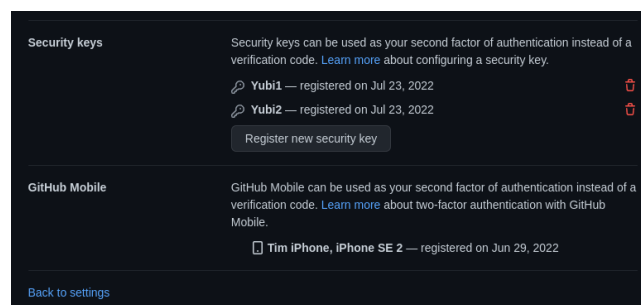 Security keys
Security keys can be used as your second factor of authentication instead of a
verification code. Learn more about configuring a security key.
Yubi1 — registered on Jul 23, 2022
Yubi2 — registered on Jul 23, 2022
Register new security key
GitHub Mobile
GitHub Mobile can be used as your second factor of authentication instead of a
verification code. Learn more about two-factor authentication with GitHub
Mobile.
Tim iPhone, iPhone SE 2 — registered on Jun 29, 2022
Back to settings